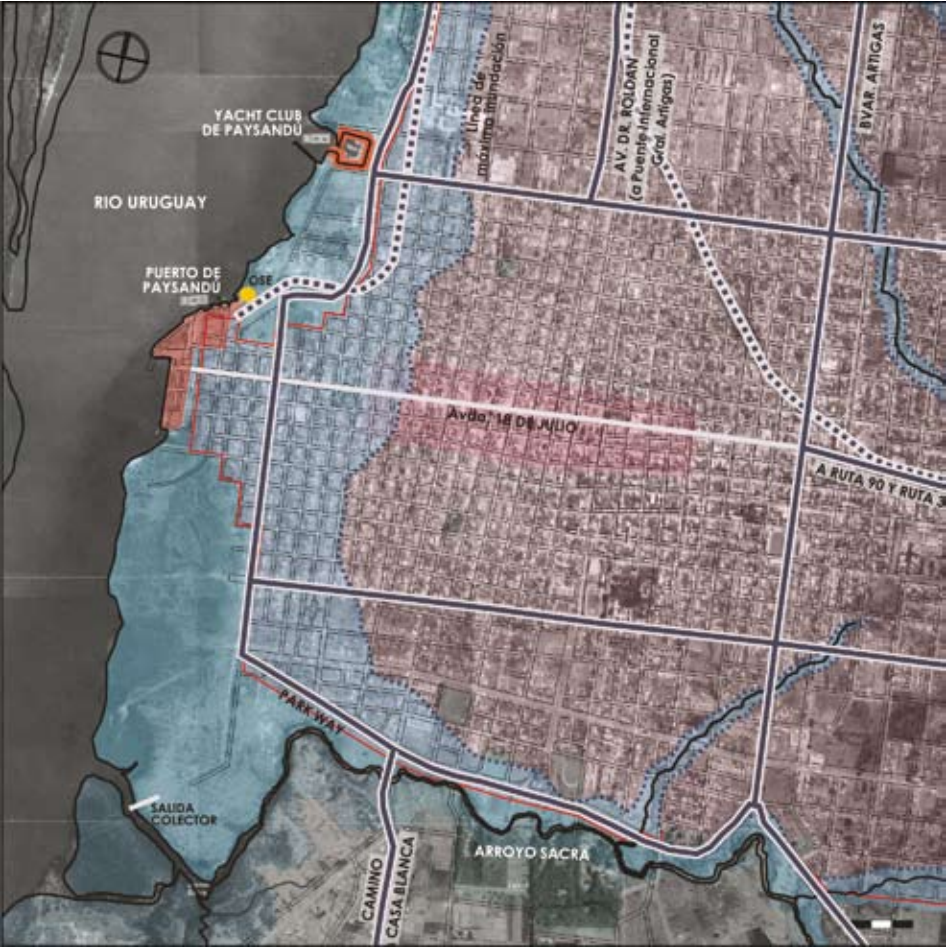 YACHT CLUB
DE PAYSANDÚ
RIO URUGUAY
PUERTO DE
PAYSANDÚ
OSE
Línea de
máxima inundación
AV. DR. ROLDAN
(a Puente Internacional
Gral. Artigas)
BVAR. ARTIGAS
Avda. 18 DE JULIO
A RUTA 90 Y RUTA
PARK WAY
SALIDA
COLECTOR
ARROYO SACRA
CAMINO
CASA BLANCA